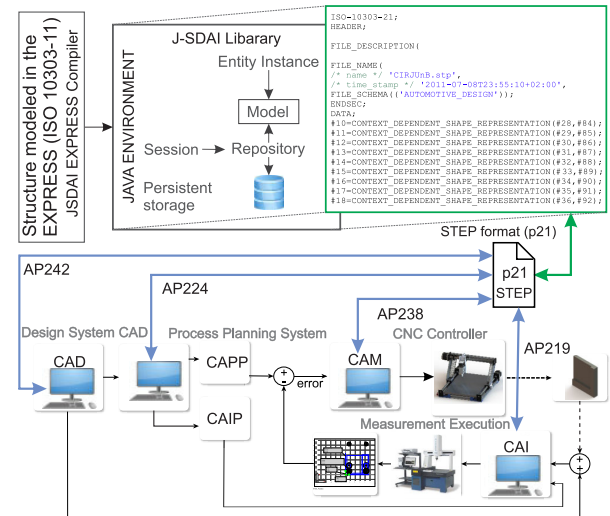 Structure modeled in the
EXPRESS (ISO 10303-11)
JSDAI EXPRESS Compiler
JAVA ENVIRONMENT
J-SDAI Libarary
Entity Instance
Model
Session
Repository
Persistent
storage
ISO-10303-21;
HEADER;
FILE_DESCRIPTION(
FILE_NAME(
/* name */ 'CIRJUnB.stp',
/* time_stamp */ '2011-07-08T23:55:10+02:00',
FILE_SCHEMA(('AUTOMOTIVE_DESIGN'));
ENDSEC;
DATA;
#10=CONTEXT_DEPENDENT_SHAPE_REPRESENTATION(#28,#84);
#11=CONTEXT_DEPENDENT_SHAPE_REPRESENTATION(#29,#85);
#12=CONTEXT_DEPENDENT_SHAPE_REPRESENTATION(#30,#86);
#13=CONTEXT_DEPENDENT_SHAPE_REPRESENTATION(#31,#87);
#14=CONTEXT_DEPENDENT_SHAPE_REPRESENTATION(#32,#88);
#15=CONTEXT_DEPENDENT_SHAPE_REPRESENTATION(#33,#89);
#16=CONTEXT_DEPENDENT_SHAPE_REPRESENTATION(#34,#90);
#17=CONTEXT_DEPENDENT_SHAPE_REPRESENTATION(#35,#91);
#18=CONTEXT_DEPENDENT_SHAPE_REPRESENTATION(#36,#92);
STEP format (p21)
p21
STEP
AP242
AP224
AP238
AP219
Design System CAD
Process Planning System
CNC Controller
CAD
CAPP
CAIP
+
-
error
CAM
Measurement Execution
CAI
+
+